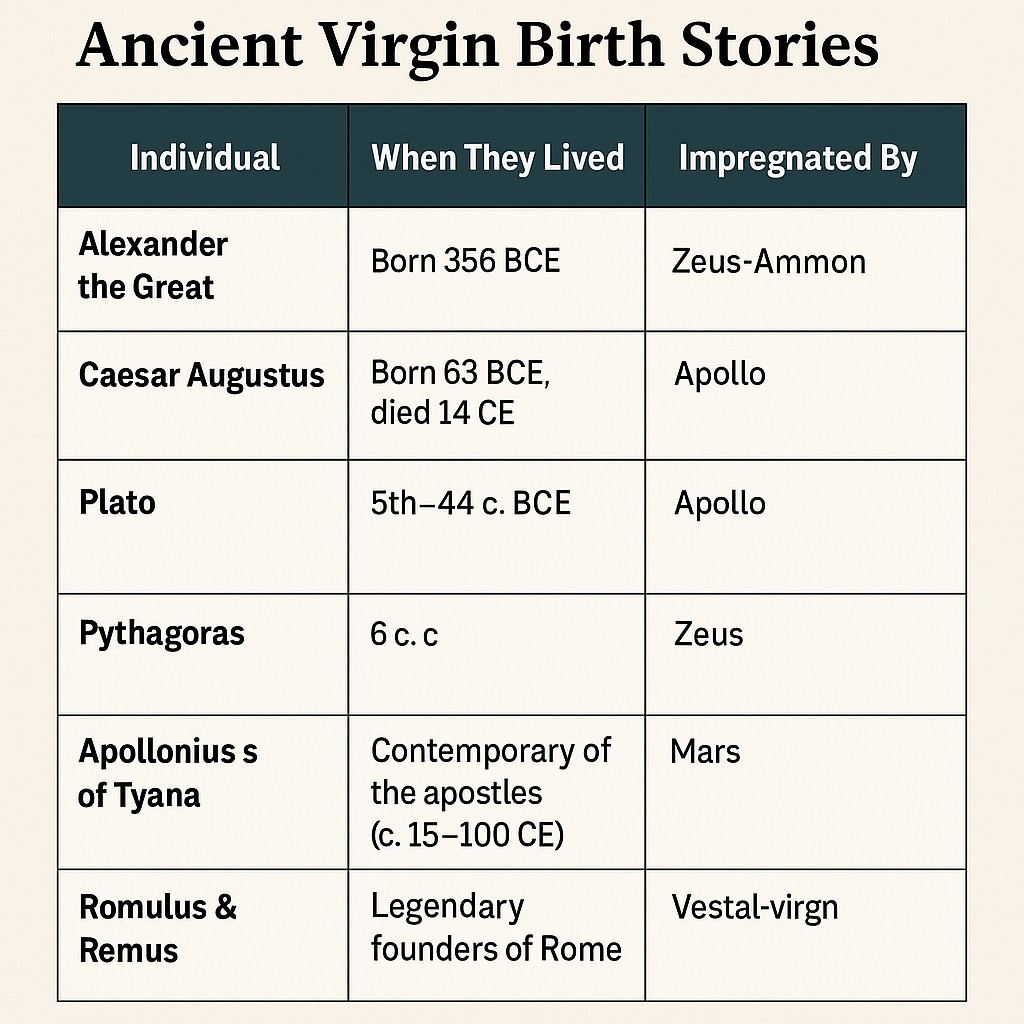 Ancient Virgin Birth Stories
Individual
When They Lived
Impregnated By
Alexander
the Great
Born 356 BCE
Zeus-Ammon
Caesar Augustus
Born 63 BCE,
died 14 CE
Apollo
Plato
5th–44 c. BCE
Apollo
Pythagoras
6 c. c
Zeus
Apollonius s
of Tyana
Contemporary of
the apostles
(c. 15–100 CE)
Mars
Romulus &
Remus
Legendary
founders of Rome
Vestal-virgn